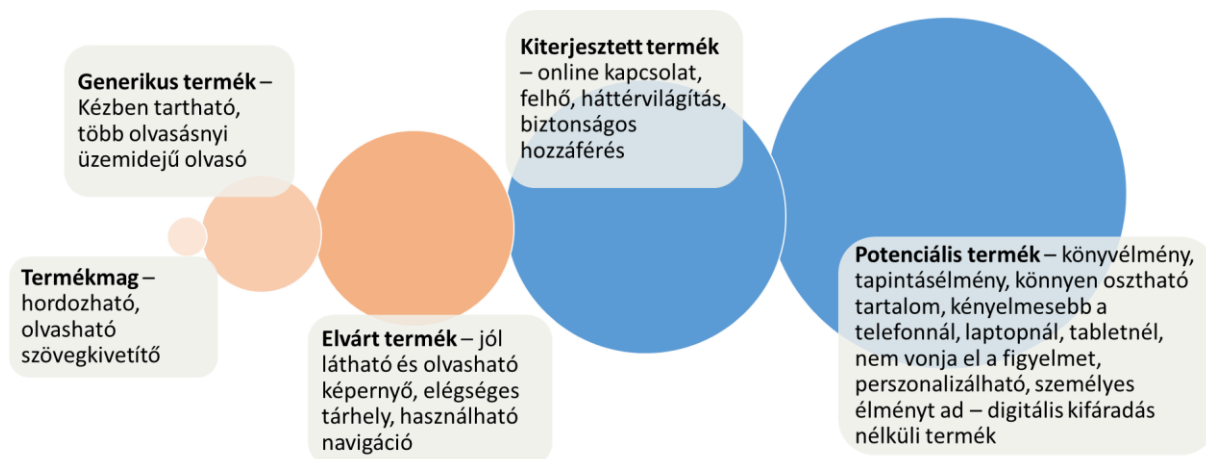 Termékmag –
hordozható,
olvasható
szövegkivetítő
Generikus termék –
Kézben tartható,
több olvasásnyi
üzemidejű olvasó
Elvárt termék – jól
látható és olvasható
képernyő, elégséges
tárhely, használható
navigáció
Kiterjesztett termék
– online kapcsolat,
felhő, háttérvilágítás,
biztonságos
hozzáférés
Potenciális termék – könyvélmény,
tapintásélmény, könnyen osztható
tartalom, kényelmesebb a
telefonnál, laptopnál, tabletnél,
nem vonja el a figyelmet,
perszonalizálható, személyes
élményt ad – digitális kifáradás
nélküli termék